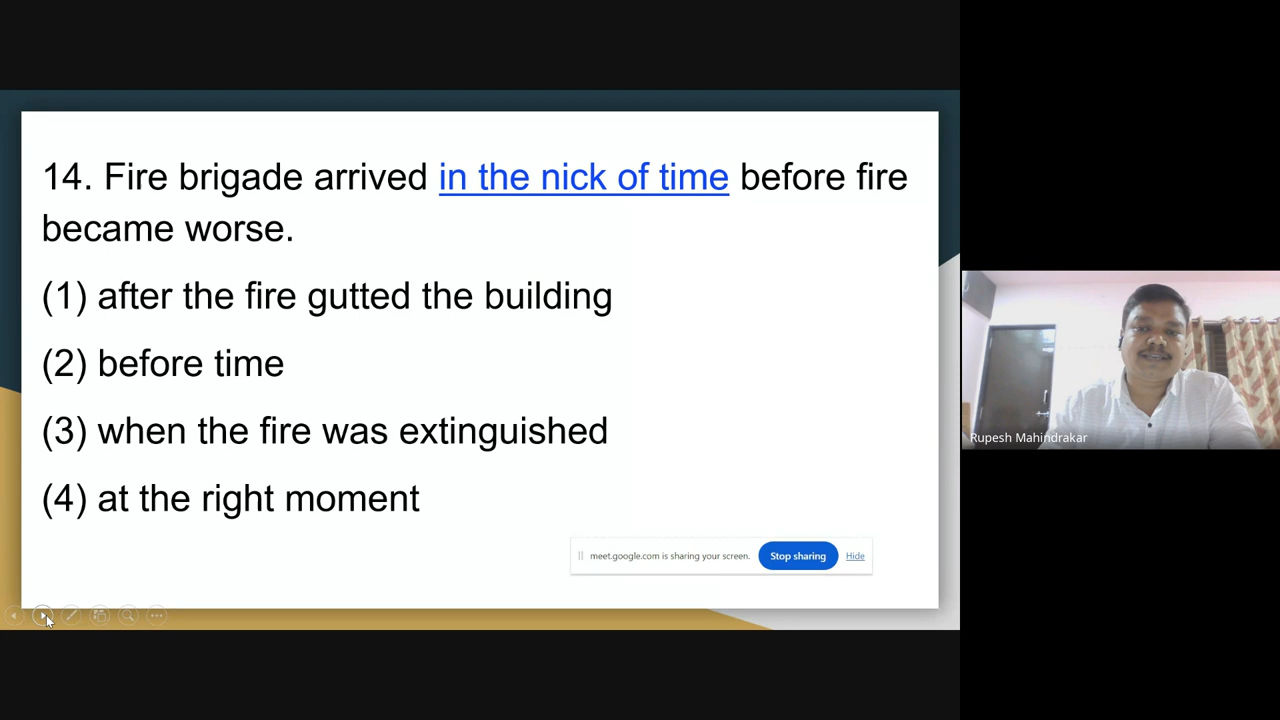 14. Fire brigade arrived in the nick of time before fire
became worse.
(1) after the fire gutted the building
(2) before time
(3) when the fire was extinguished
(4) at the right moment
meet.google.com is sharing your screen. Stop sharing Hide
Rupesh Mahindrakar